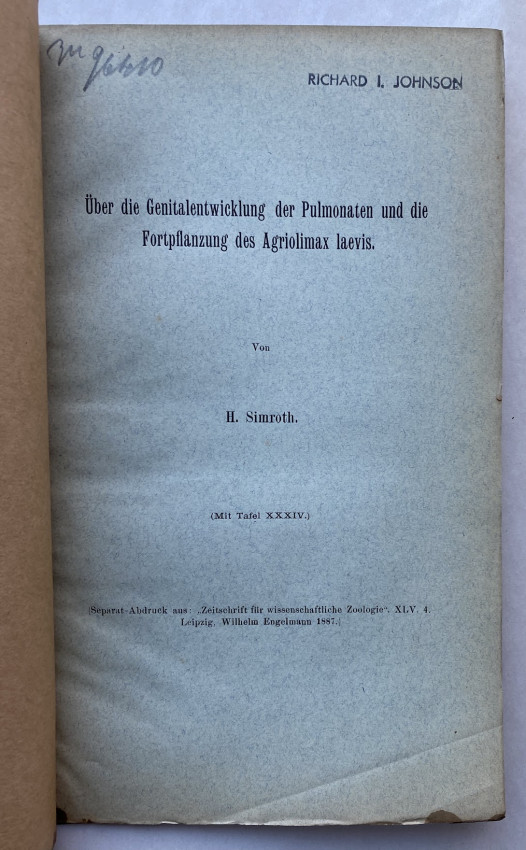 RICHARD I. JOHNSON
Über die Genitalentwicklung der Pulmonaten und die
Fortpflanzung des Agriolimax laevis.
Von
H. Simroth.
(Mit Tafel XXXIV.)
[Separat-Abdruck aus: „Zeitschrift für wissenschaftliche Zoologie“. XLV. 4.
Leipzig, Wilhelm Engelmann 1887.]